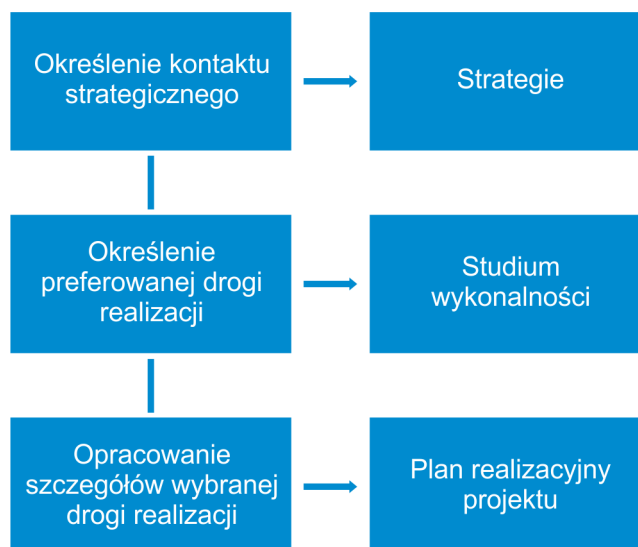 Określenie kontaktu
strategicznego
Strategie
Określenie
preferowanej drogi
realizacji
Studium
wykonalności
Opracowanie
szczegółów wybranej
drogi realizacji
Plan realizacyjny
projektu